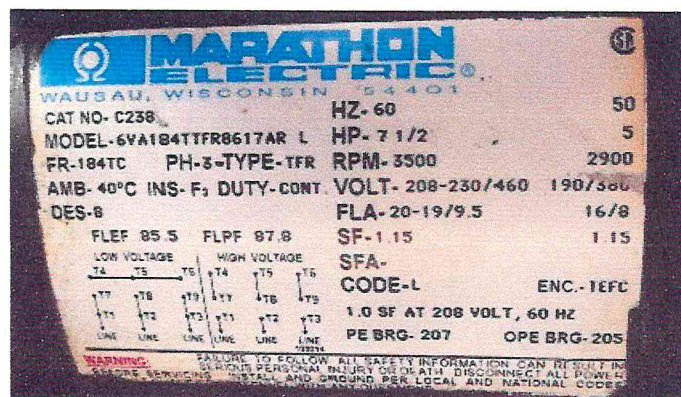 MARATHON
ELECTRIC®
WAUSAU, WISCONSIN 54401
CAT NO- C238 HZ- 60 50
MODEL-6VA184TTFR8617AR L HP- 7 1/2 5
FR-184TC PH-3-TYPE-TFR RPM-3500 2900
AMB- 40°C INS- F3 DUTY-CONT. VOLT- 208-230/460 190/380
DES-B FLA-20-19/9.5 16/8
FLEF 85.5 FLPF 87.8 SF-1.15 1.15
LOW VOLTAGE HIGH VOLTAGE SFA-
T4 T5 T6 T4 T5 T6
CODE-L ENC.-TEFC
T7 T8 T9 T7 T8 T9
1.0 SF AT 208 VOLT, 60 HZ
T1 T2 T3 T1 T2 T3
LINE LINE LINE LINE LINE LINE
PE BRG- 207 OPE BRG-205
WARNING: FAILURE TO FOLLOW ALL SAFETY INFORMATION CAN RESULT IN
SERIOUS PERSONAL INJURY OR DEATH DISCONNECT ALL POWER
BEFORE SERVICING INSTALL AND GROUND PER LOCAL AND NATIONAL CODES